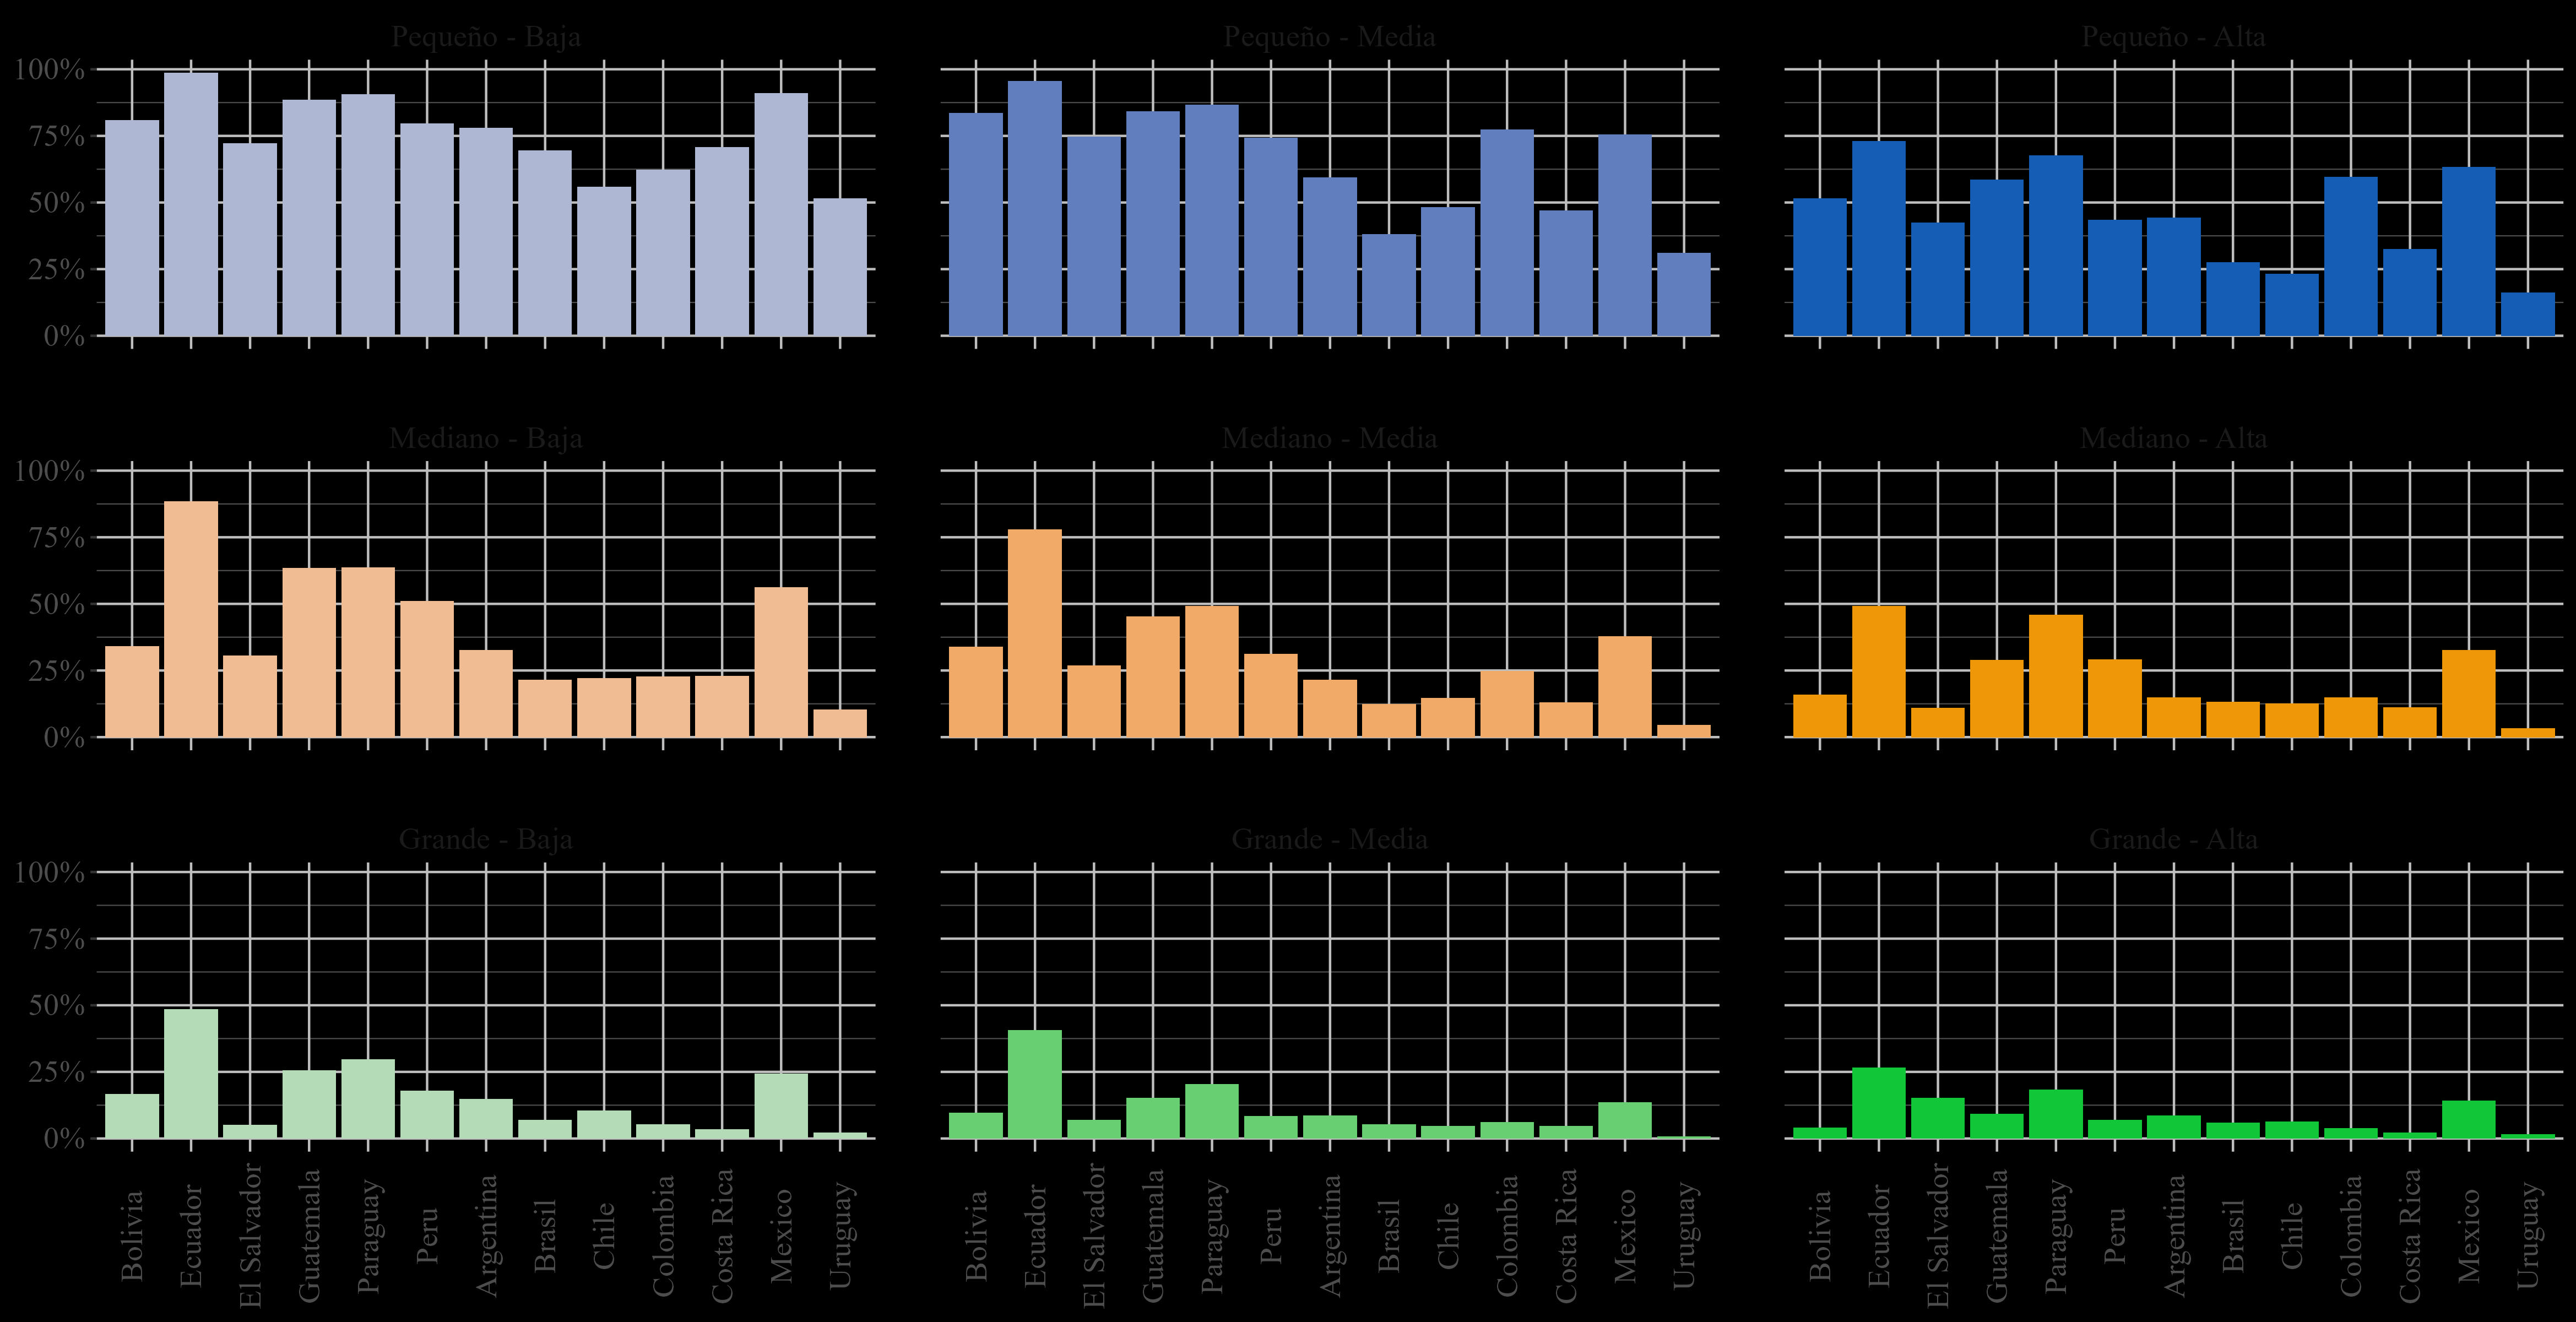 Pequeño - Baja
Pequeño - Media
Pequeño - Alta
100%
75%
50%
25%
0%
Mediano - Baja
Mediano - Media
Mediano - Alta
100%
75%
50%
25%
0%
Grande - Baja
Grande - Media
Grande - Alta
100%
75%
50%
25%
0%
Bolivia
Ecuador
El Salvador
Guatemala
Paraguay
Peru
Argentina
Brasil
Chile
Colombia
Costa Rica
Mexico
Uruguay
Bolivia
Ecuador
El Salvador
Guatemala
Paraguay
Peru
Argentina
Brasil
Chile
Colombia
Costa Rica
Mexico
Uruguay
Bolivia
Ecuador
El Salvador
Guatemala
Paraguay
Peru
Argentina
Brasil
Chile
Colombia
Costa Rica
Mexico
Uruguay